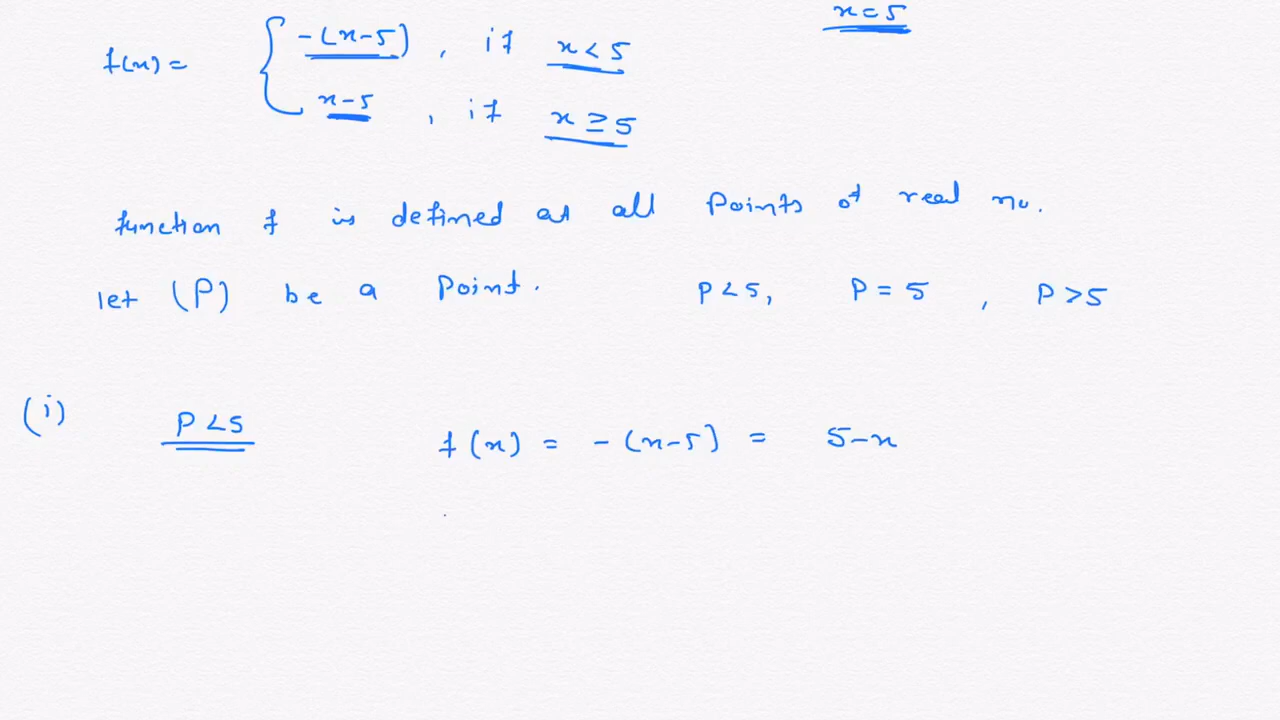 x = 5
f(x) = { -(x-5) , if x < 5
x-5 , if x ≥ 5
function f is defined at all Points of real no.
let (P) be a Point. P < 5, P = 5 , P > 5
(i) P < 5 f(x) = -(x-5) = 5-x